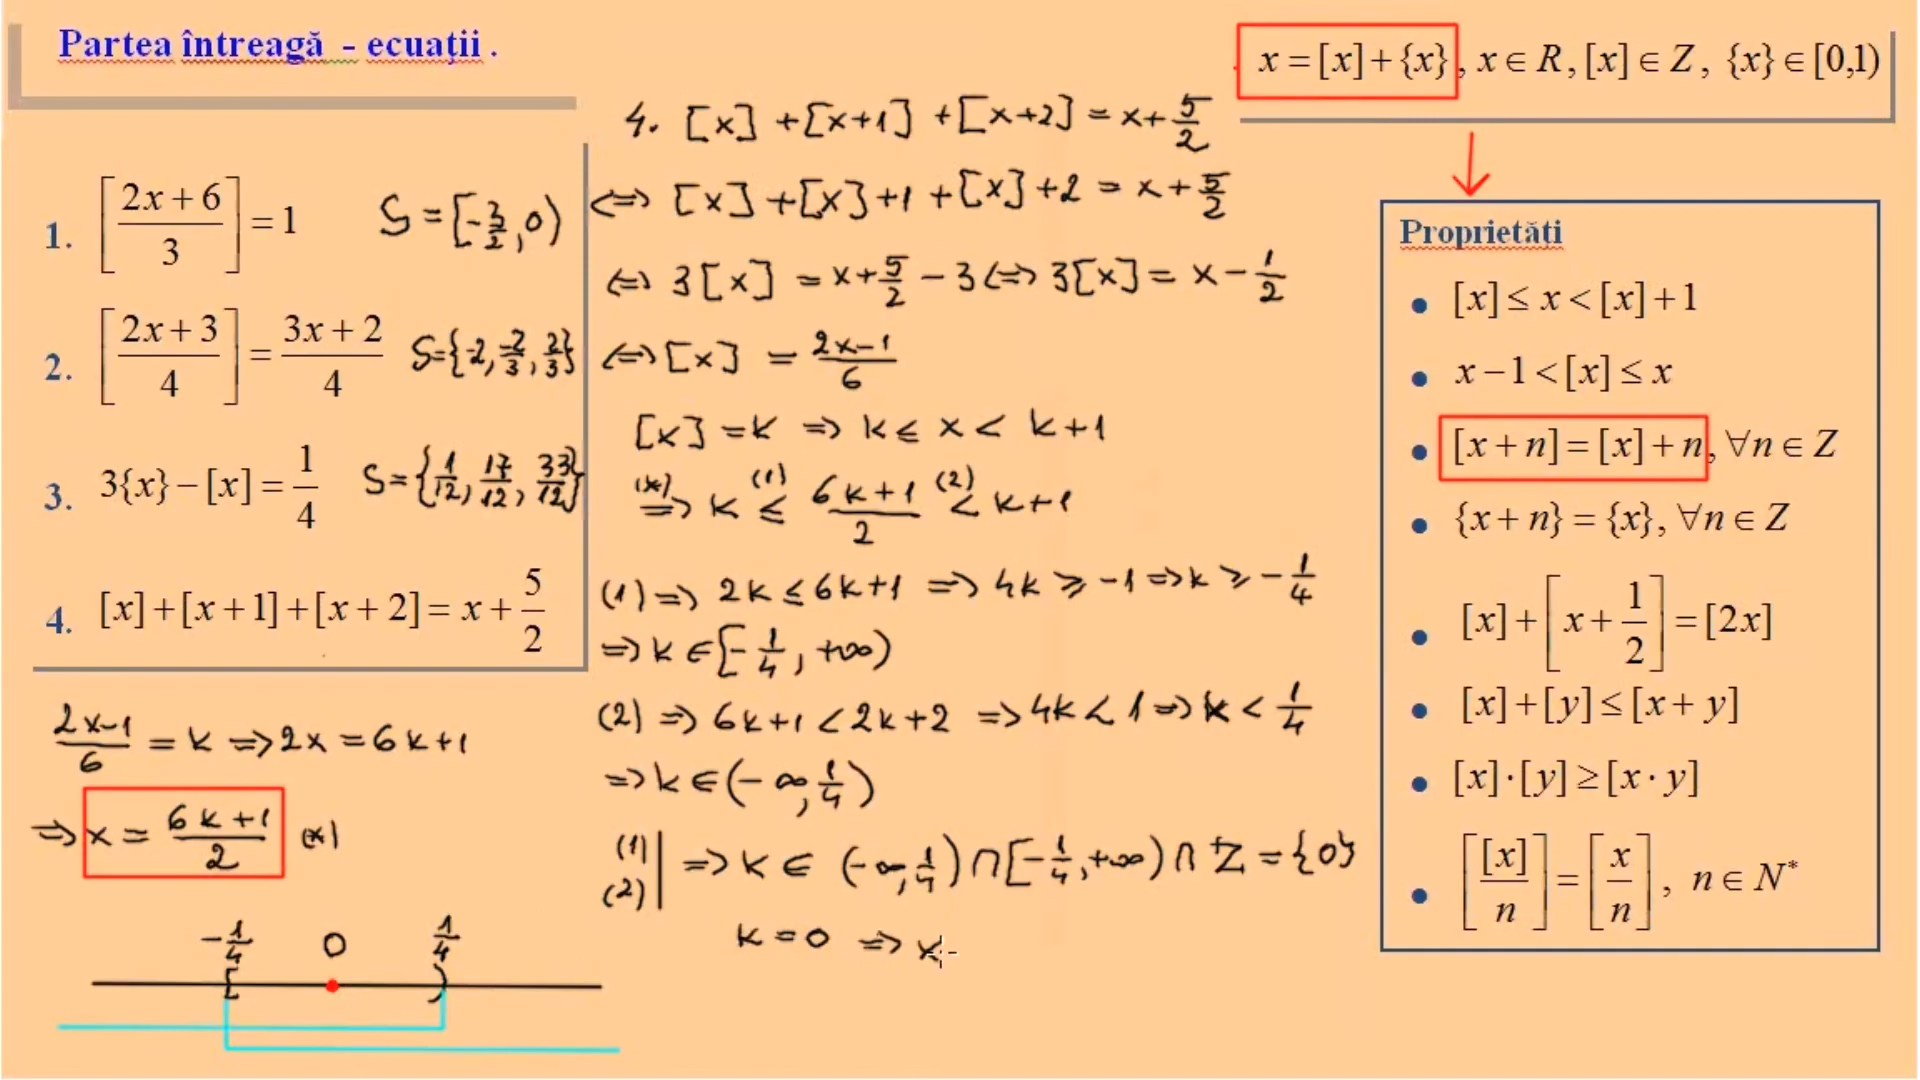 Partea întreagă - ecuații .
x = [x] + {x} , x ∈ R, [x] ∈ Z, {x} ∈ [0,1)
1. [(2x + 6)/3] = 1 S = [-3/2, 0)
2. [(2x + 3)/4] = (3x + 2)/4 S = {-2, -2/3, 2/3}
3. 3{x} − [x] = 1/4 S = {1/12, 17/12, 33/12}
4. [x] + [x + 1] + [x + 2] = x + 5/2
(2x-1)/6 = k ⇒ 2x = 6k+1
⇒ x = (6k+1)/2 (*)
-1/4 0 1/4
4. [x] + [x+1] + [x+2] = x + 5/2
⇔ [x] + [x] + 1 + [x] + 2 = x + 5/2
⇔ 3[x] = x + 5/2 - 3 ⇔ 3[x] = x - 1/2
⇔ [x] = (2x-1)/6
[x] = k ⇒ k ≤ x < k+1
(*) ⇒ k ≤(1) (6k+1)/2 <(2) k+1
(1) ⇒ 2k ≤ 6k+1 ⇒ 4k ≥ -1 ⇒ k ≥ -1/4
⇒ k ∈ [-1/4, +∞)
(2) ⇒ 6k+1 < 2k+2 ⇒ 4k < 1 ⇒ k < 1/4
⇒ k ∈ (-∞, 1/4)
(1) (2) | ⇒ k ∈ (-∞, 1/4) ∩ [-1/4, +∞) ∩ Z = {0}
k = 0 ⇒ x -
Proprietăți
• [x] ≤ x < [x] + 1
• x − 1 < [x] ≤ x
• [x + n] = [x] + n, ∀n ∈ Z
• {x + n} = {x}, ∀n ∈ Z
• [x] + [x + 1/2] = [2x]
• [x] + [y] ≤ [x + y]
• [x] · [y] ≥ [x · y]
• [[x]/n] = [x/n] , n ∈ N*